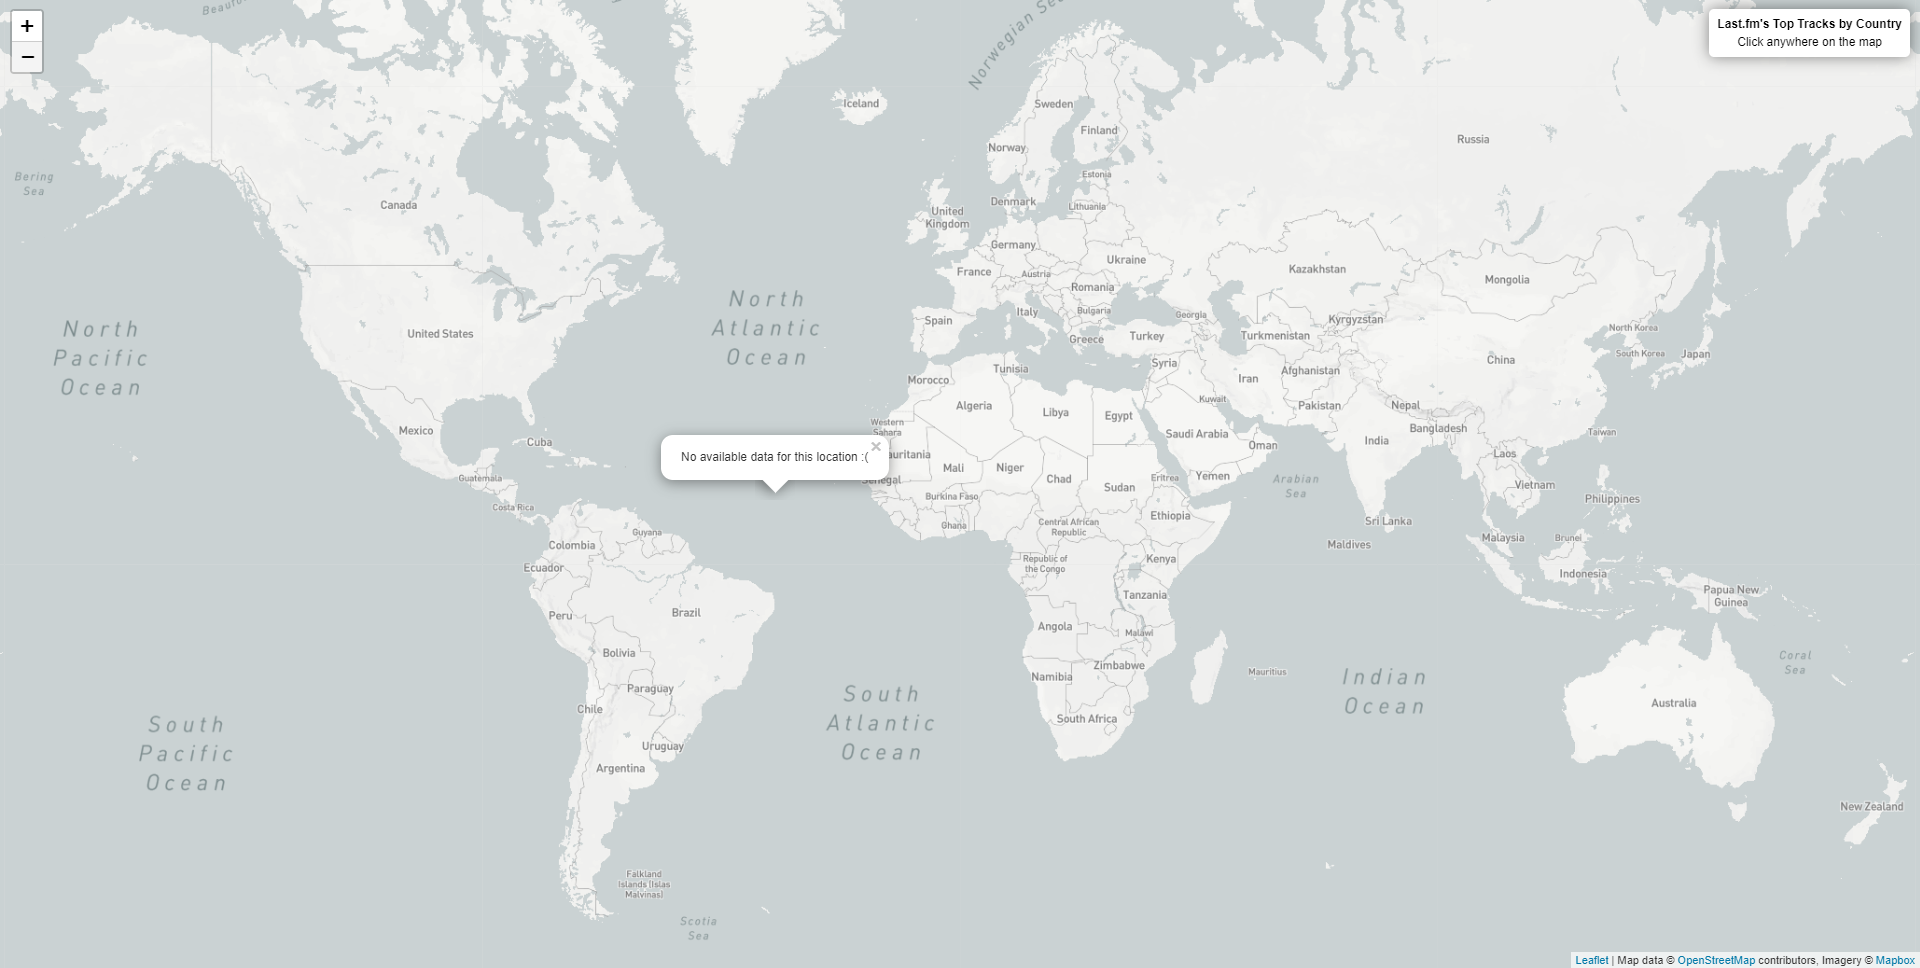 +
−
Last.fm's Top Tracks by Country
Click anywhere on the map
Norwegian
Iceland
Sweden
Finland
Norway
Russia
Bering
Sea
Estonia
Canada
Denmark
Lithuania
United
Kingdom
Germany
Ukraine
France
Austria
Kazakhstan
Mongolia
Romania
North
Atlantic
Ocean
Italy
Bulgaria
Georgia
Spain
Kyrgyzstan
North Korea
North
Pacific
Ocean
United States
Greece
Turkey
Turkmenistan
South Korea
Japan
China
Syria
Tunisia
Afghanistan
Iran
Morocco
Kuwait
Pakistan
Nepal
Algeria
Libya
Egypt
Western
Sahara
Bangladesh
Taiwan
Mexico
Saudi Arabia
India
Cuba
Oman
No available data for this location :(
×
uritania
Laos
Mali
Niger
Yemen
Guatemala
Senegal
Chad
Eritrea
Arabian
Sea
Vietnam
Sudan
Burkina Faso
Philippines
Costa Rica
Ethiopia
Sri Lanka
Ghana
Central African
Republic
Guyana
Malaysia
Brunei
Colombia
Maldives
Republic of
the Congo
Kenya
Ecuador
Indonesia
Papua New
Guinea
Tanzania
Peru
Brazil
Angola
Malawi
Bolivia
Coral
Sea
Zimbabwe
Mauritius
Namibia
Indian
Ocean
Paraguay
South
Atlantic
Ocean
Chile
Australia
South Africa
South
Pacific
Ocean
Uruguay
Argentina
New Zealand
Falkland
Islands (Islas
Malvinas)
Scotia
Sea
Leaflet | Map data © OpenStreetMap contributors, Imagery © Mapbox